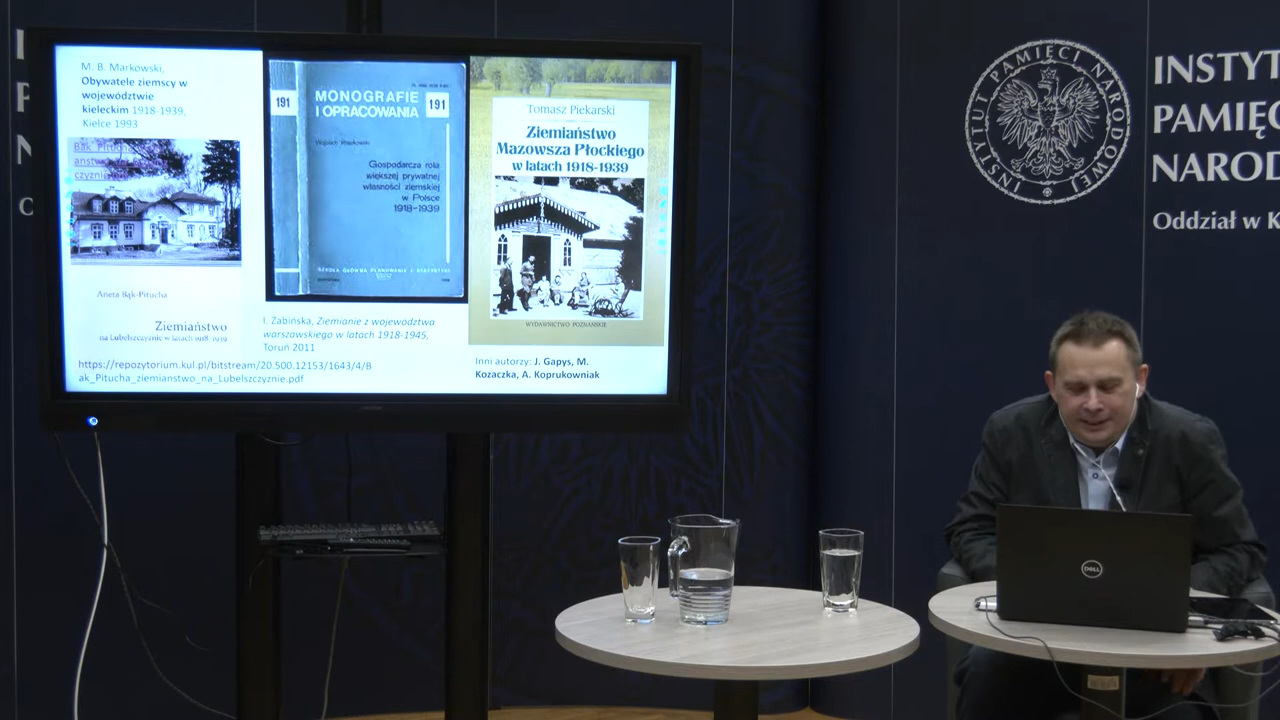 M. B. Markowski,
Obywatele ziemscy w
województwie
kieleckim 1918-1939,
Kielce 1993
Aneta Bąk-Pitucha
Ziemiaństwo
na Lubelszczyźnie w latach 1918-1939
https://repozytorium.kul.pl/bitstream/20.500.12153/1643/4/B
ak_Pitucha_ziemianstwo_na_Lubelszczyznie.pdf
191
MONOGRAFIE
I OPRACOWANIA
191
Gospodarcza rola
większej prywatnej
własności ziemskiej
w Polsce
1918-1939
SZKOŁA GŁÓWNA PLANOWANIA I STATYSTYKI
I. Żabińska, Ziemianie z województwa
warszawskiego w latach 1918-1945,
Toruń 2011
Tomasz Piekarski
Ziemiaństwo
Mazowsza Płockiego
w latach 1918-1939
WYDAWNICTWO POZNAŃSKIE
Inni autorzy: J. Gapys, M.
Kozaczka, A. Koprukowniak
INSTYTUT PAMIĘCI NARODOWEJ
INSTYT
PAMIĘC
NAROD
Oddział w K
DELL